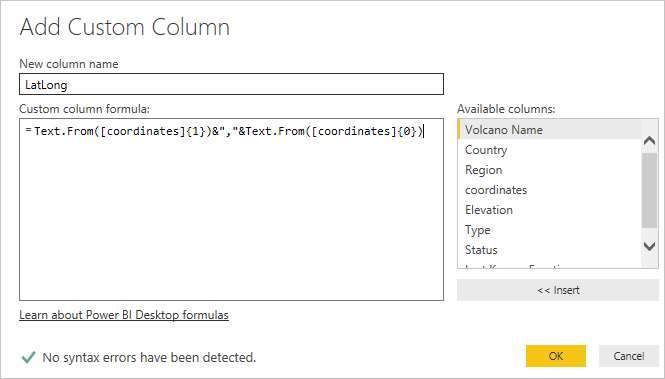 Add Custom Column
New column name
LatLong
Custom column formula:
= Text.From([coordinates]{1})&","&Text.From([coordinates]{0})
Available columns:
Volcano Name
Country
Region
coordinates
Elevation
Type
Status
<< Insert
Learn about Power BI Desktop formulas
No syntax errors have been detected.
OK
Cancel